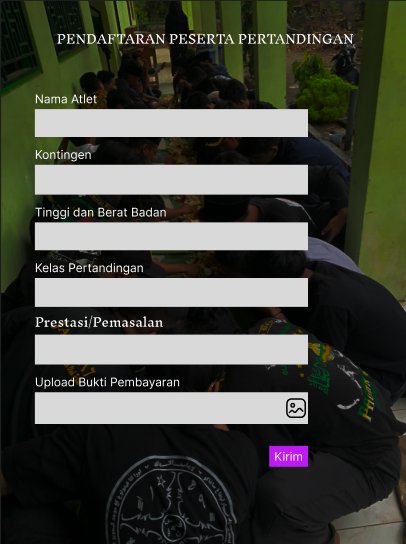 PENDAFTARAN PESERTA PERTANDINGAN
Nama Atlet
Kontingen
Tinggi dan Berat Badan
Kelas Pertandingan
Prestasi/Pemasalan
Upload Bukti Pembayaran
Kirim